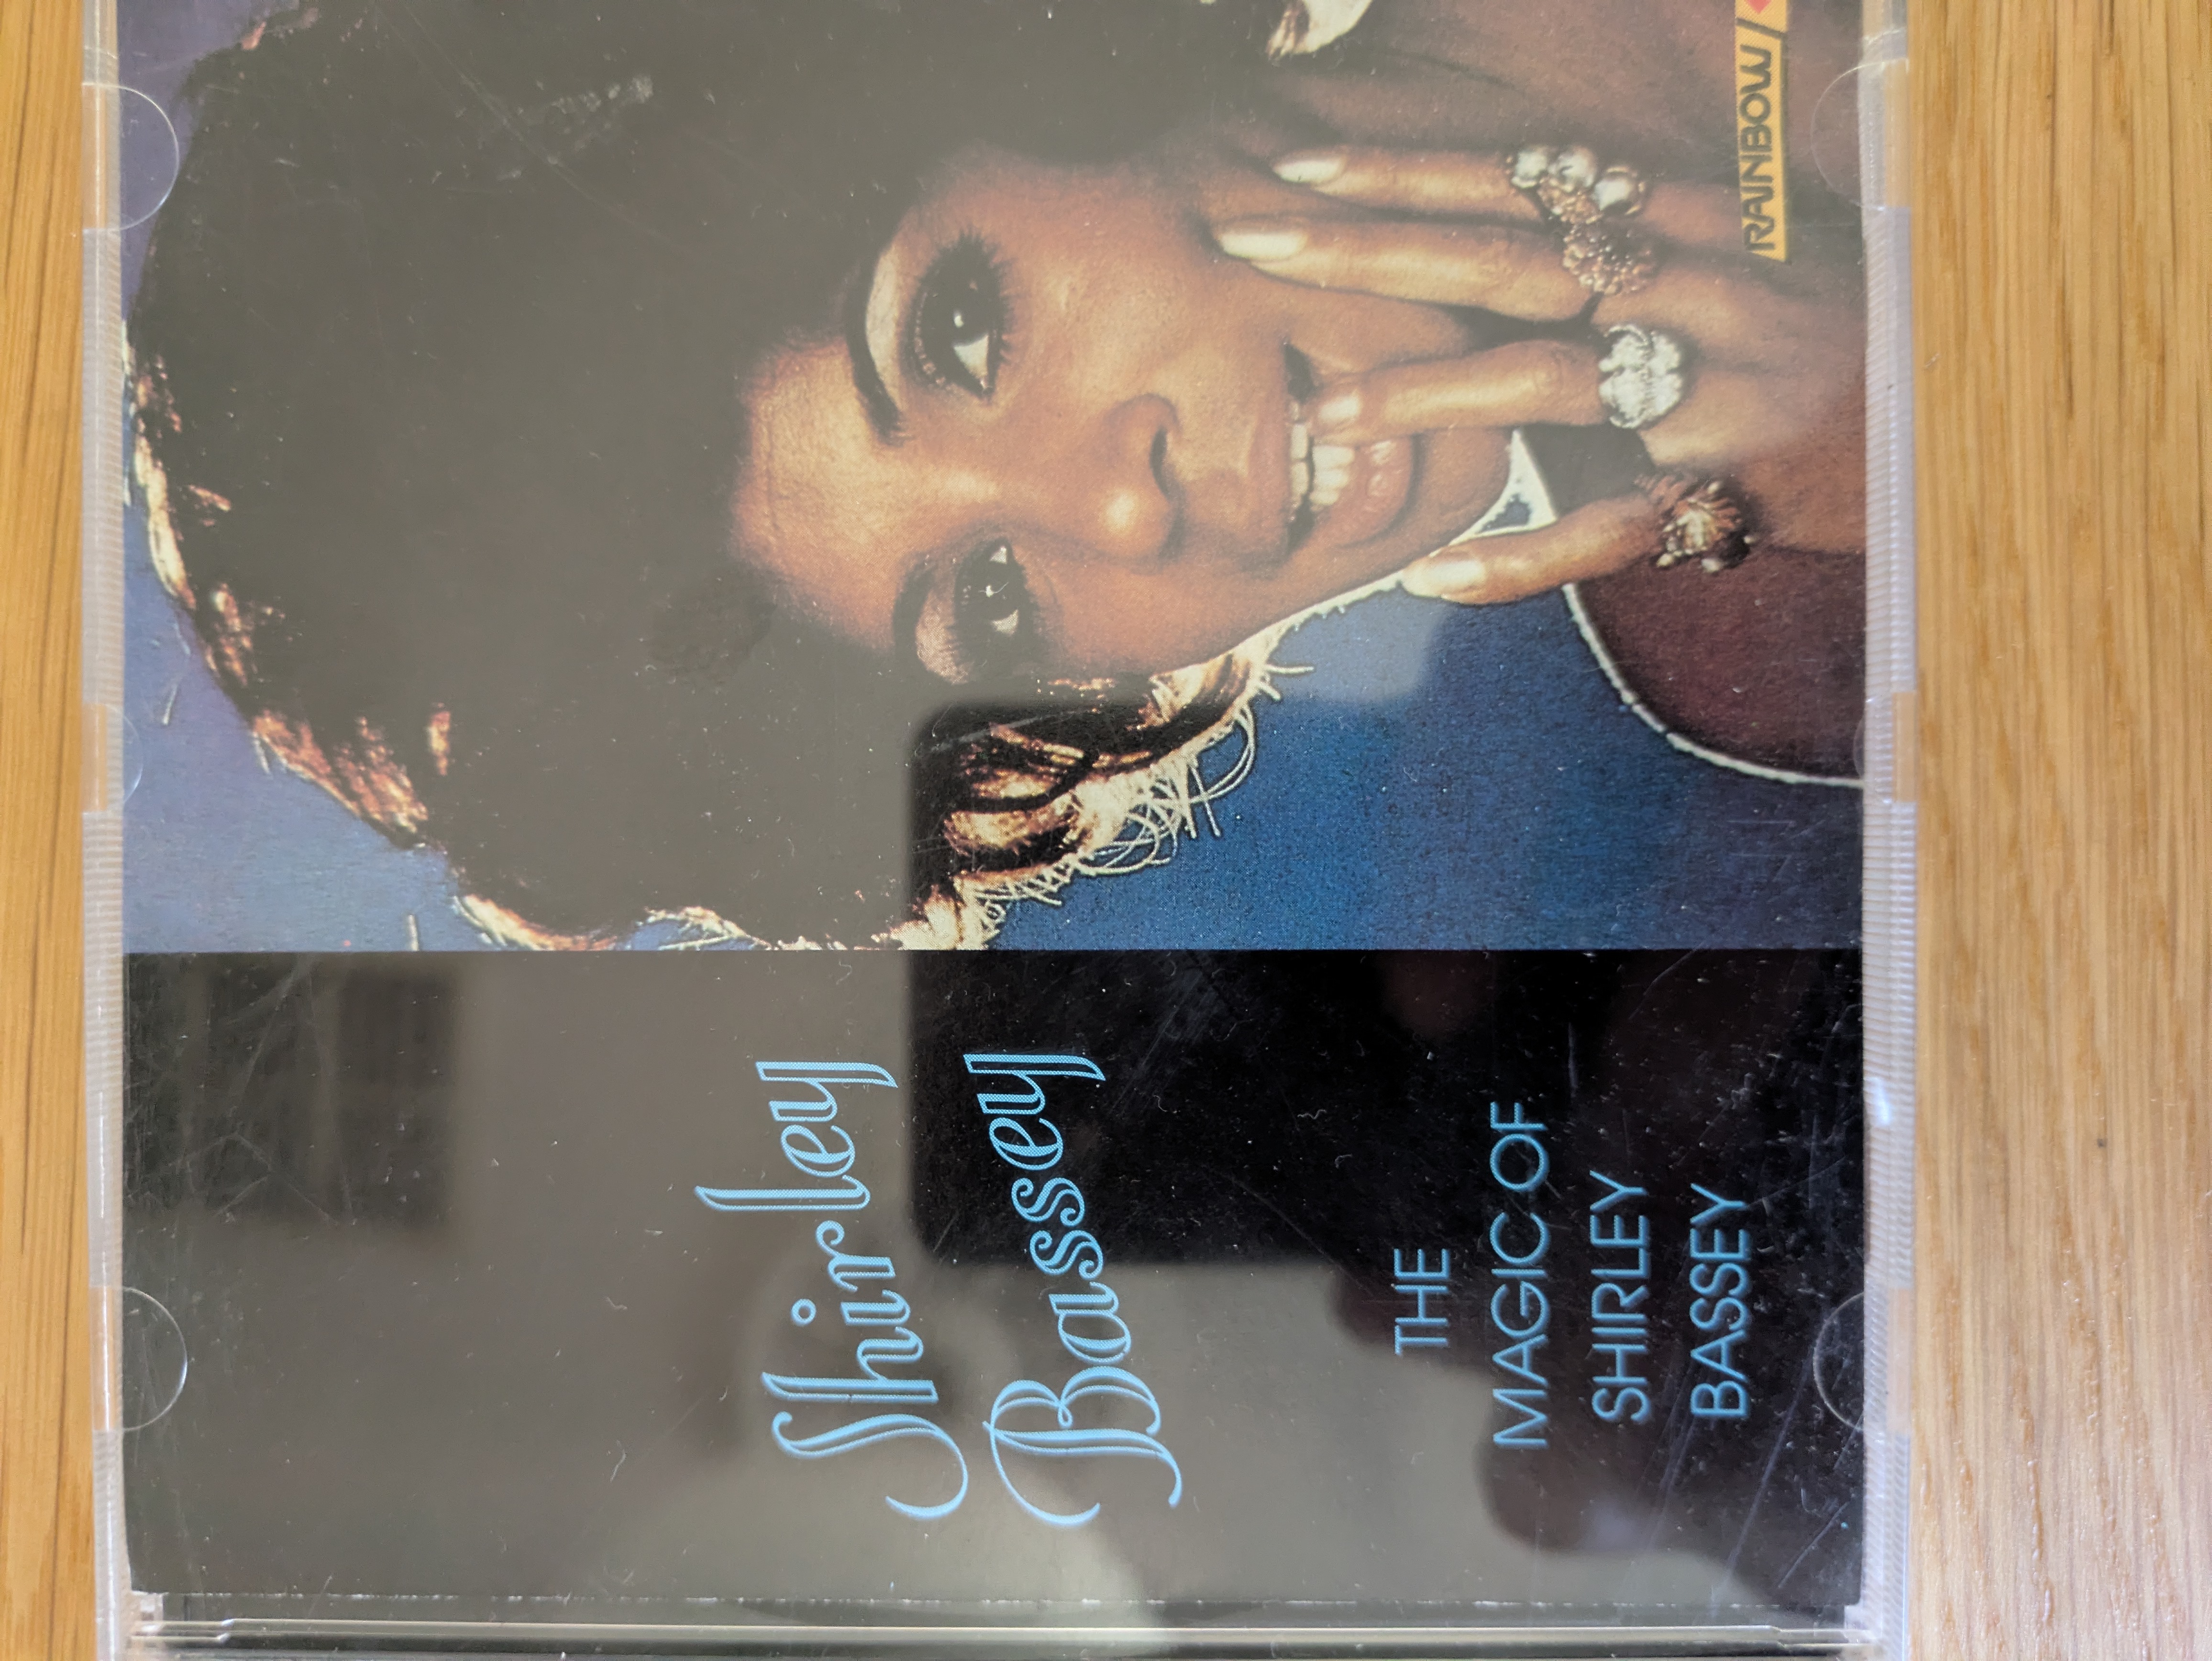 Shirley
Bassey
THE
MAGIC OF
SHIRLEY
BASSEY
RAINBOW